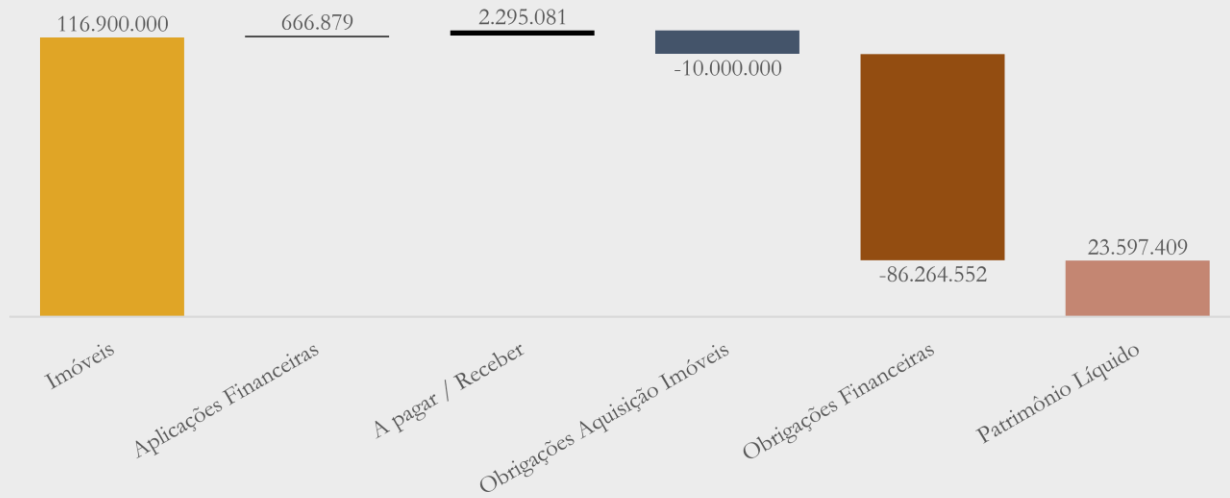 116.900.000
666.879
2.295.081
-10.000.000
-86.264.552
23.597.409
Imóveis
Aplicações Financeiras
A pagar / Receber
Obrigações Aquisição Imóveis
Obrigações Financeiras
Patrimônio Líquido